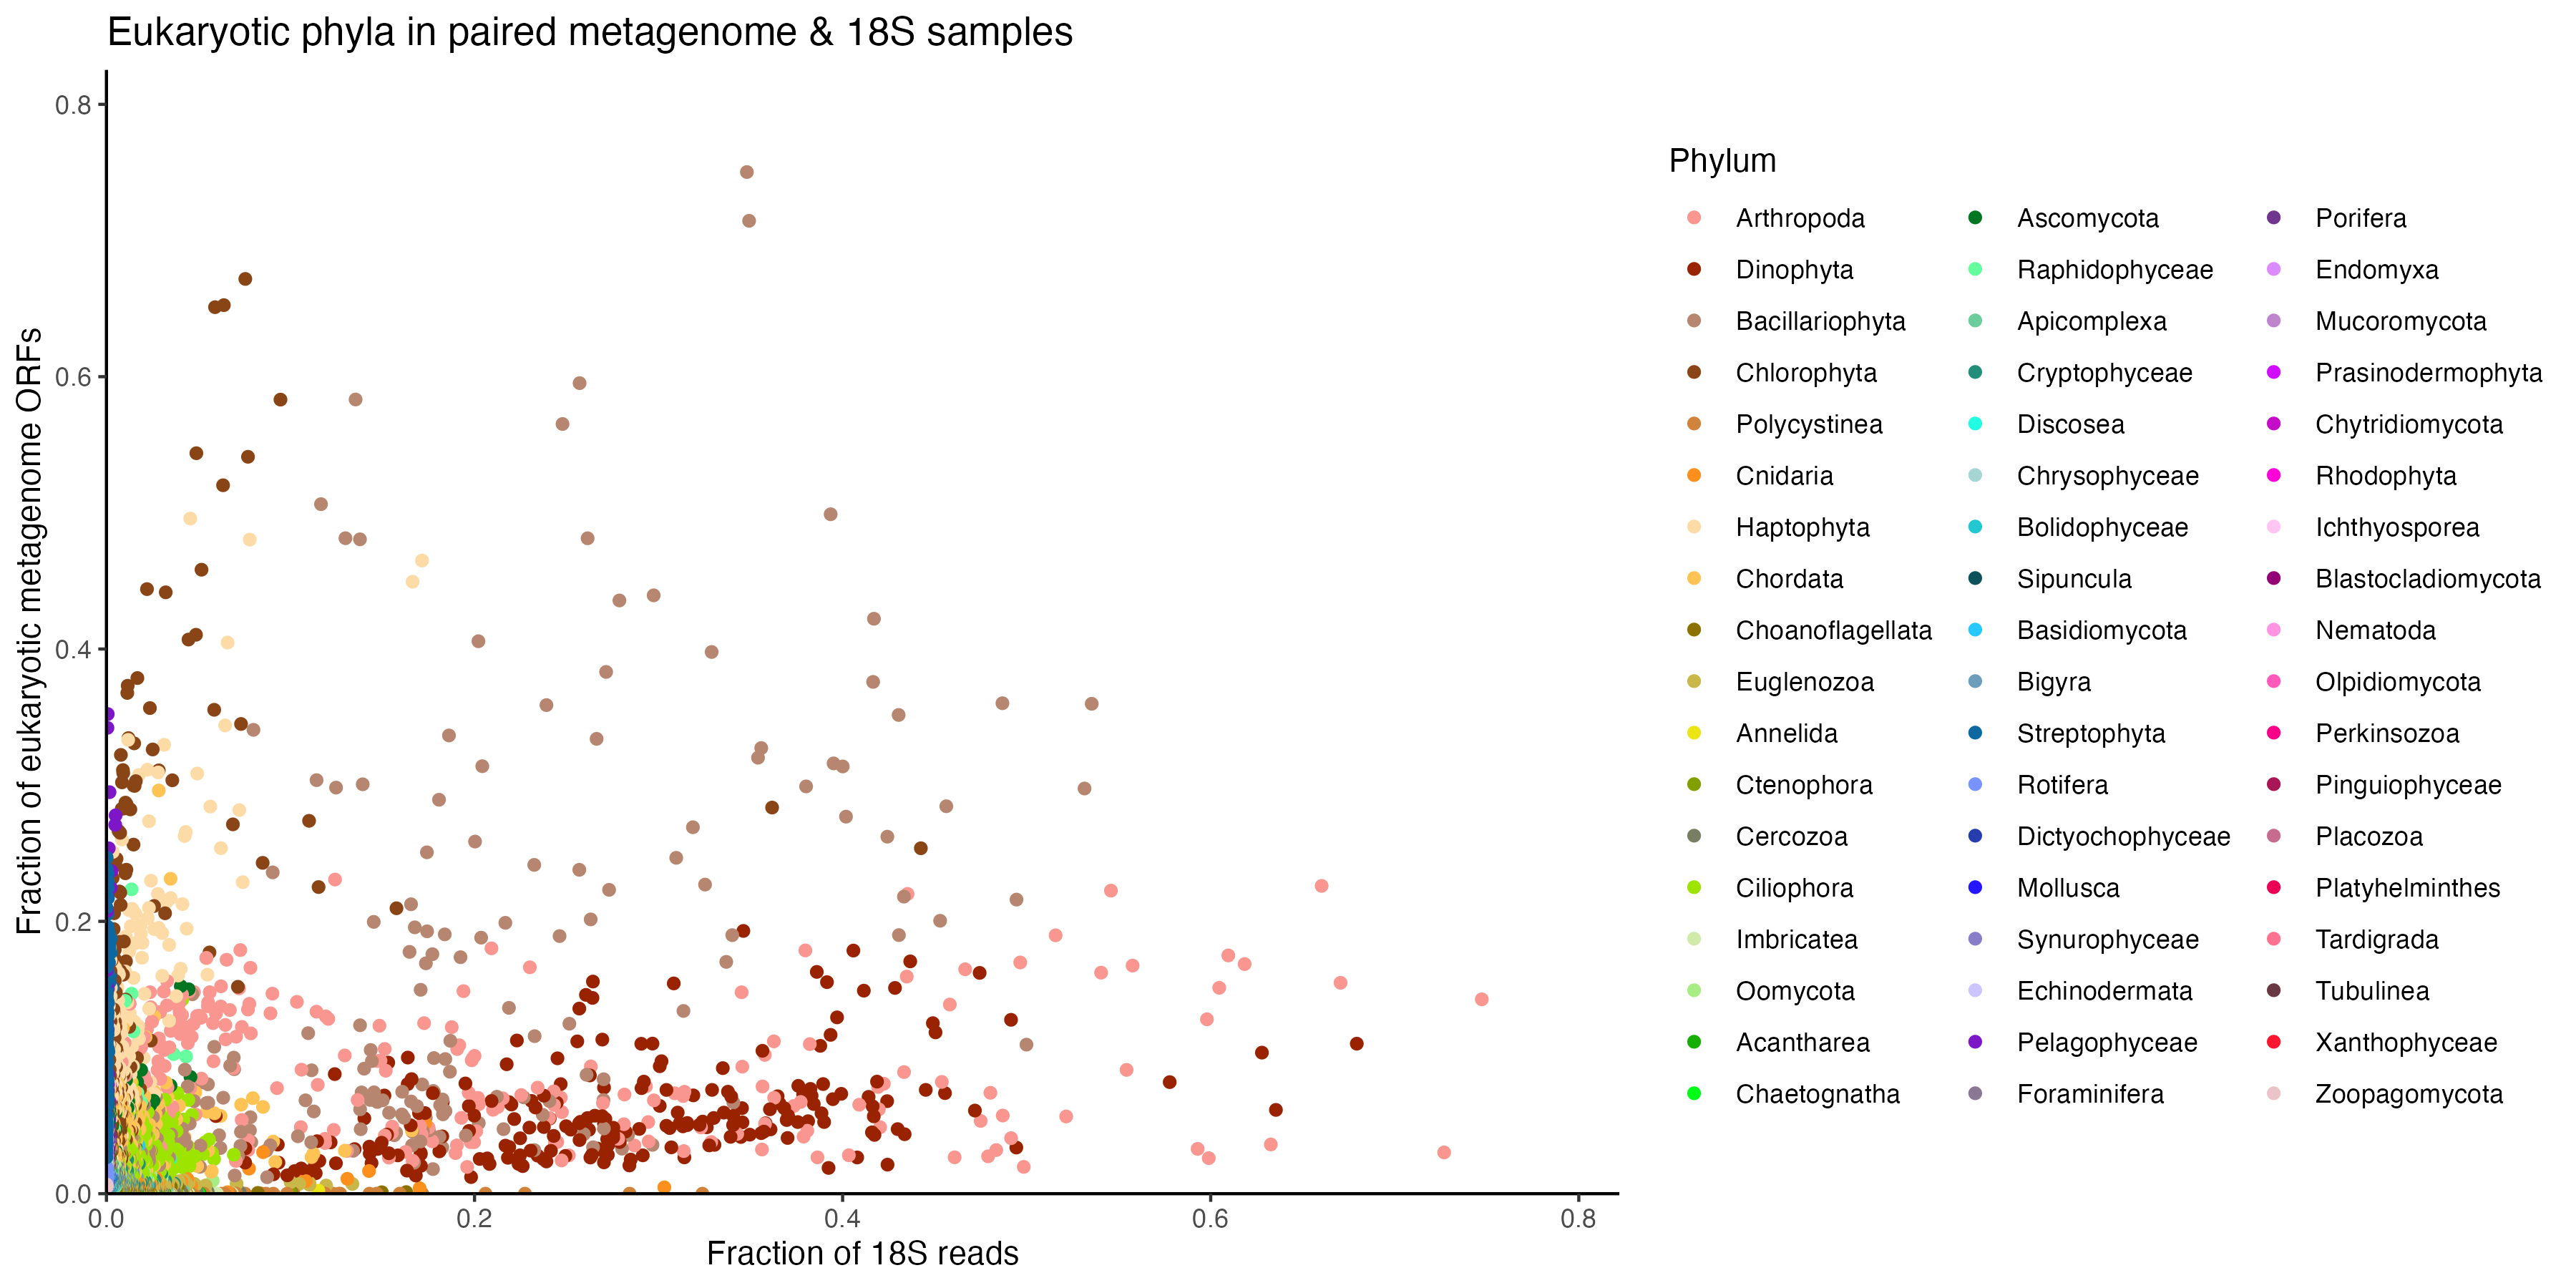 Eukaryotic phyla in paired metagenome & 18S samples
Fraction of eukaryotic metagenome ORFs
0.8
0.6
0.4
0.2
0.0
0.0 0.2 0.4 0.6 0.8
Fraction of 18S reads
Phylum
Arthropoda
Dinophyta
Bacillariophyta
Chlorophyta
Polycystinea
Cnidaria
Haptophyta
Chordata
Choanoflagellata
Euglenozoa
Annelida
Ctenophora
Cercozoa
Ciliophora
Imbricatea
Oomycota
Acantharea
Chaetognatha
Ascomycota
Raphidophyceae
Apicomplexa
Cryptophyceae
Discosea
Chrysophyceae
Bolidophyceae
Sipuncula
Basidiomycota
Bigyra
Streptophyta
Rotifera
Dictyochophyceae
Mollusca
Synurophyceae
Echinodermata
Pelagophyceae
Foraminifera
Porifera
Endomyxa
Mucoromycota
Prasinodermophyta
Chytridiomycota
Rhodophyta
Ichthyosporea
Blastocladiomycota
Nematoda
Olpidiomycota
Perkinsozoa
Pinguiophyceae
Placozoa
Platyhelminthes
Tardigrada
Tubulinea
Xanthophyceae
Zoopagomycota